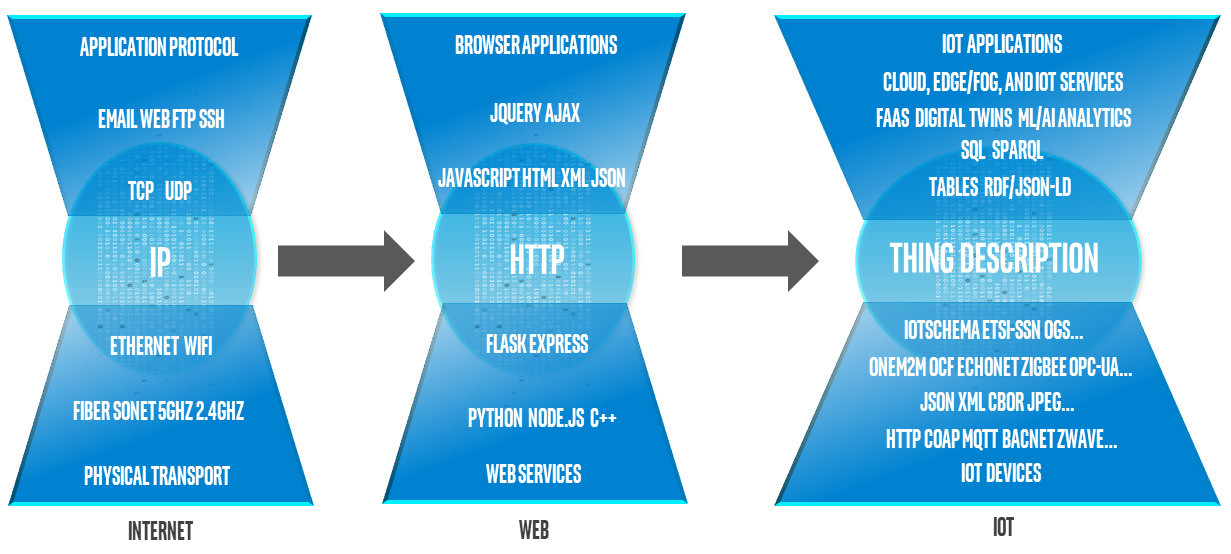 APPLICATION PROTOCOL
EMAIL WEB FTP SSH
TCP UDP
IP
ETHERNET WIFI
FIBER SONET 5GHZ 2.4GHZ
PHYSICAL TRANSPORT
INTERNET
BROWSER APPLICATIONS
JQUERY AJAX
JAVASCRIPT HTML XML JSON
HTTP
FLASK EXPRESS
PYTHON NODE.JS C++
WEB SERVICES
WEB
IOT APPLICATIONS
CLOUD, EDGE/FOG, AND IOT SERVICES
FAAS DIGITAL TWINS ML/AI ANALYTICS
SQL SPARQL
TABLES RDF/JSON-LD
THING DESCRIPTION
IOTSCHEMA ETSI-SSN OGS...
ONEM2M OCF ECHONET ZIGBEE OPC-UA...
JSON XML CBOR JPEG...
HTTP COAP MQTT BACNET ZWAVE...
IOT DEVICES
IOT